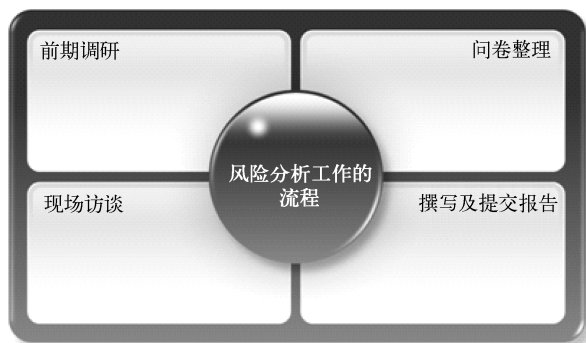 前期调研
问卷整理
风险分析工作的
流程
现场访谈
撰写及提交报告